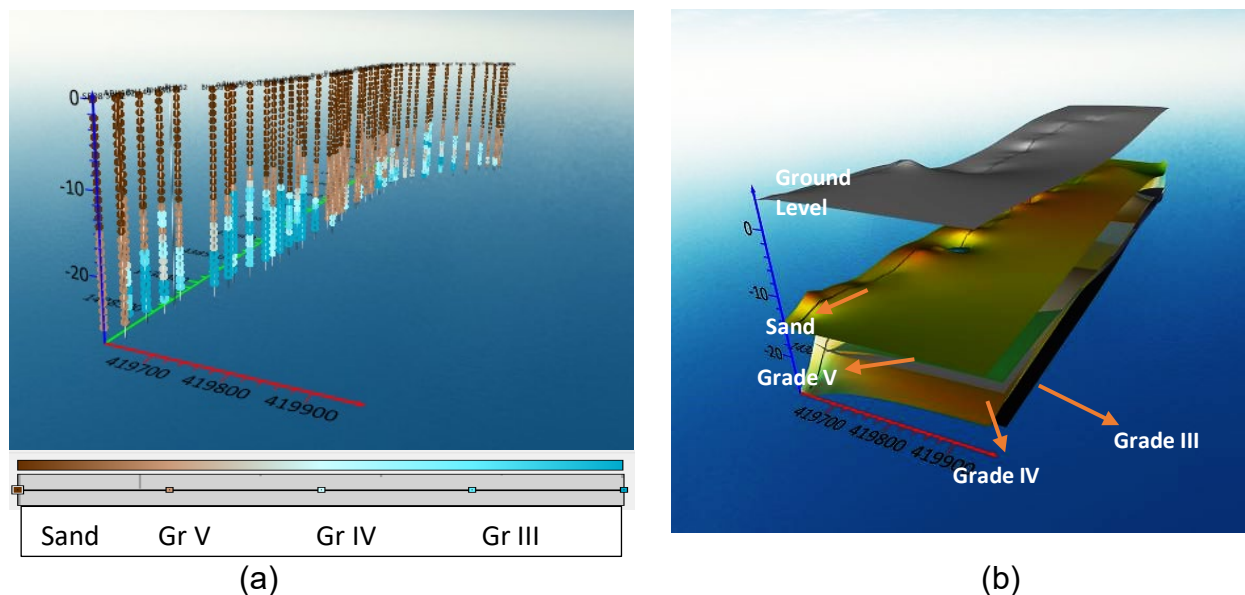 0
-10
-20
419700
419800
419900
Sand Gr V Gr IV Gr III
(a)
Ground
Level
0
-10
Sand
-20
Grade V
419700
419800
419900
Grade III
Grade IV
(b)